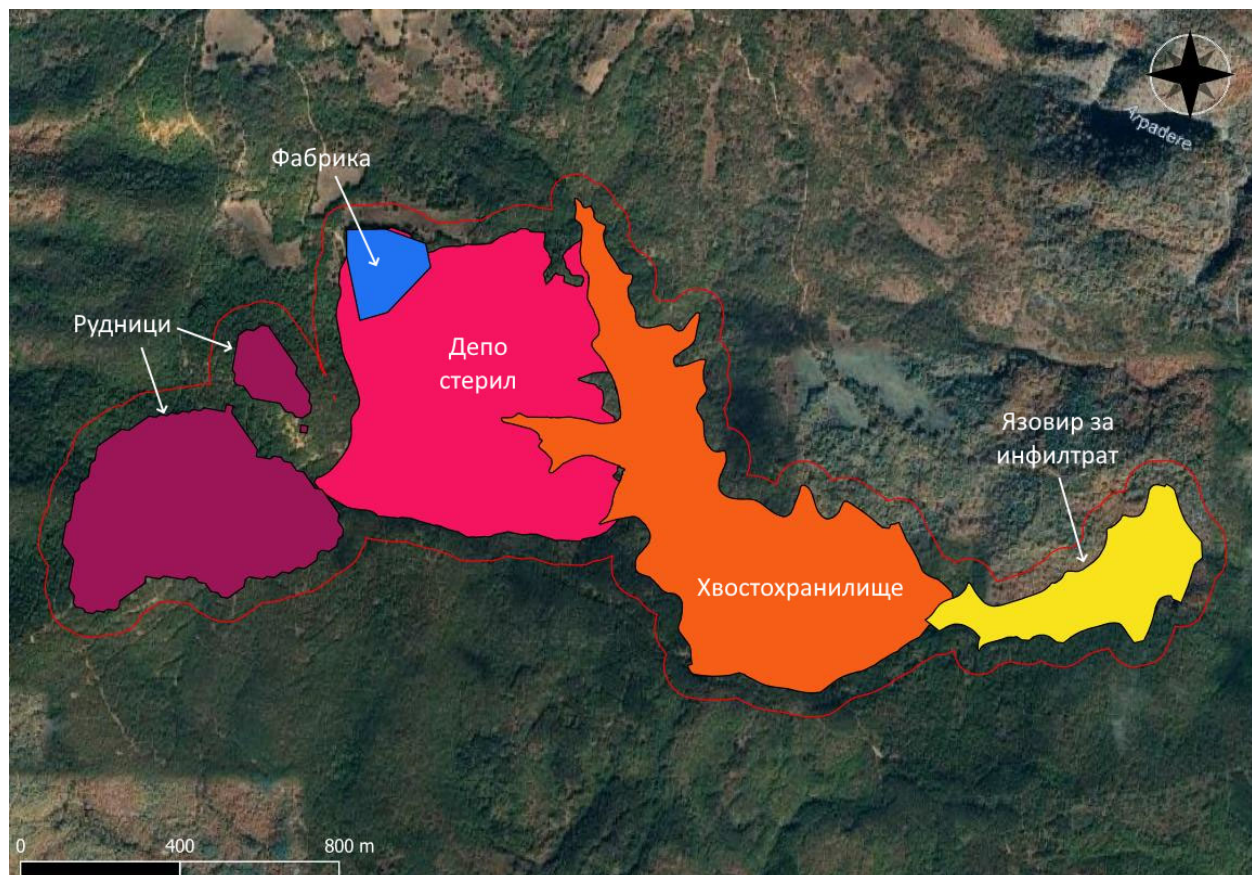 Arpadere
Фабрика
Рудници
Депо
стерил
Язовир за
инфилтрат
Хвостохранилище
0 400 800 m